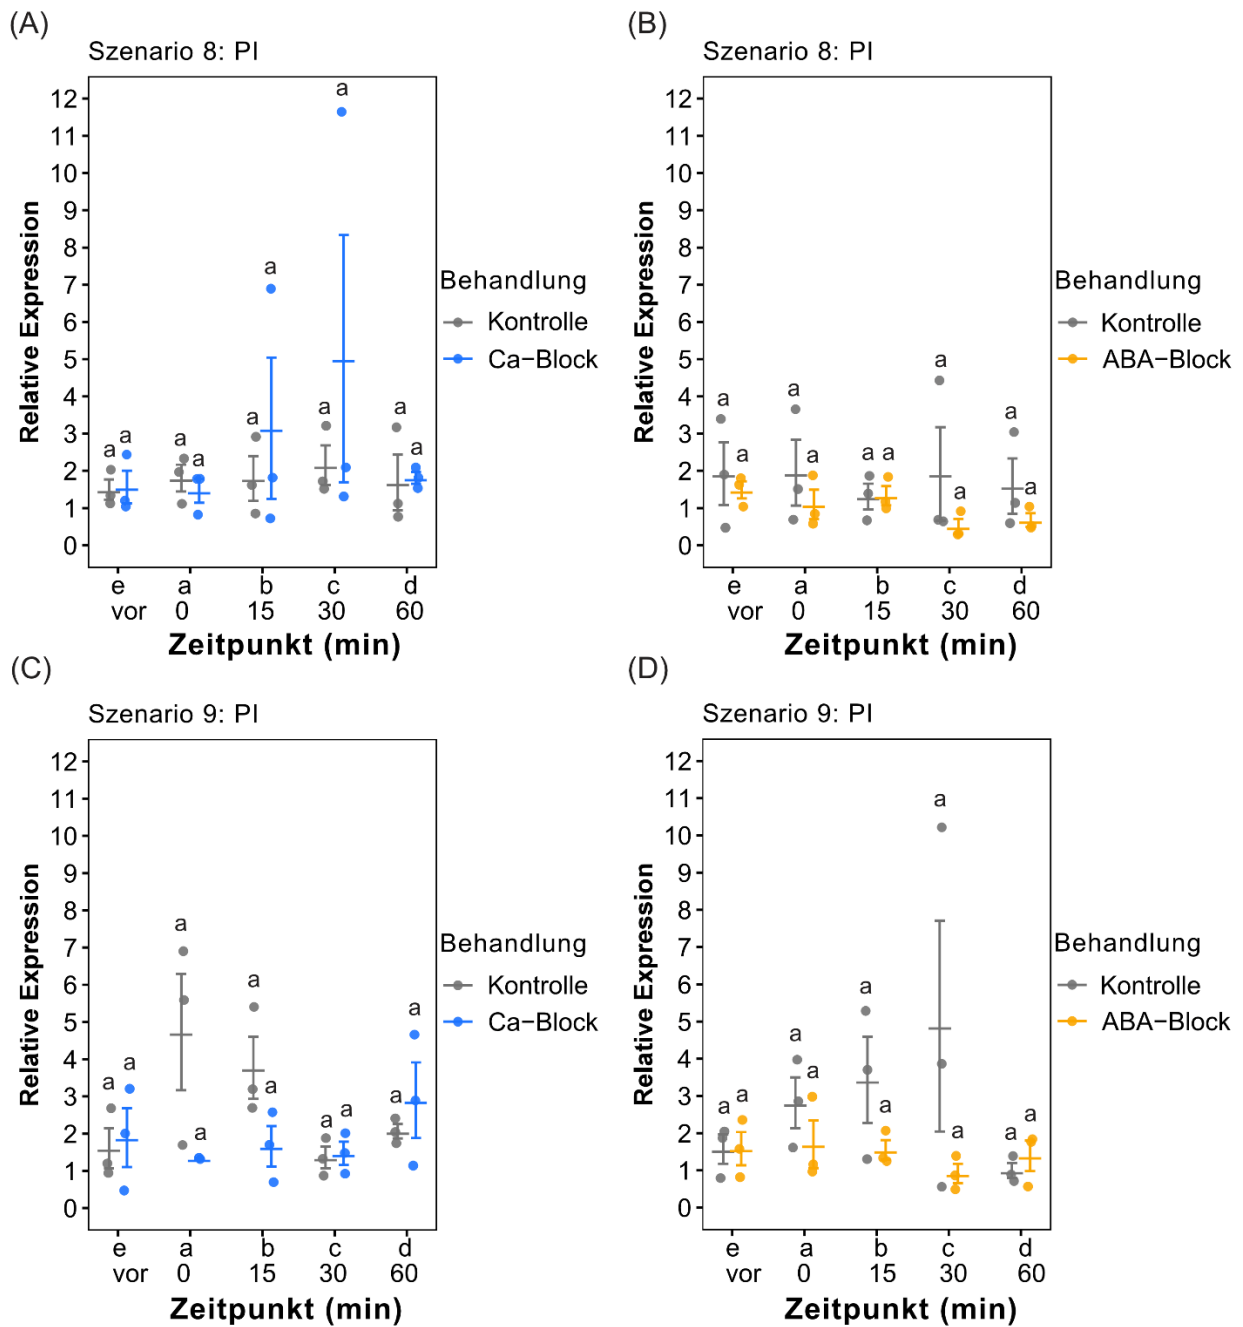 (A)
Szenario 8: PI
Relative Expression
12
11
10
9
8
7
6
5
4
3
2
1
0
a a a a a a a a a a
e a b c d
vor 0 15 30 60
Zeitpunkt (min)
Behandlung
Kontrolle
Ca−Block
(B)
Szenario 8: PI
Relative Expression
12
11
10
9
8
7
6
5
4
3
2
1
0
a a a a a a a a a a
e a b c d
vor 0 15 30 60
Zeitpunkt (min)
Behandlung
Kontrolle
ABA−Block
(C)
Szenario 9: PI
Relative Expression
12
11
10
9
8
7
6
5
4
3
2
1
0
a a a a a a a a a a
e a b c d
vor 0 15 30 60
Zeitpunkt (min)
Behandlung
Kontrolle
Ca−Block
(D)
Szenario 9: PI
Relative Expression
12
11
10
9
8
7
6
5
4
3
2
1
0
a a a a a a a a a a
e a b c d
vor 0 15 30 60
Zeitpunkt (min)
Behandlung
Kontrolle
ABA−Block